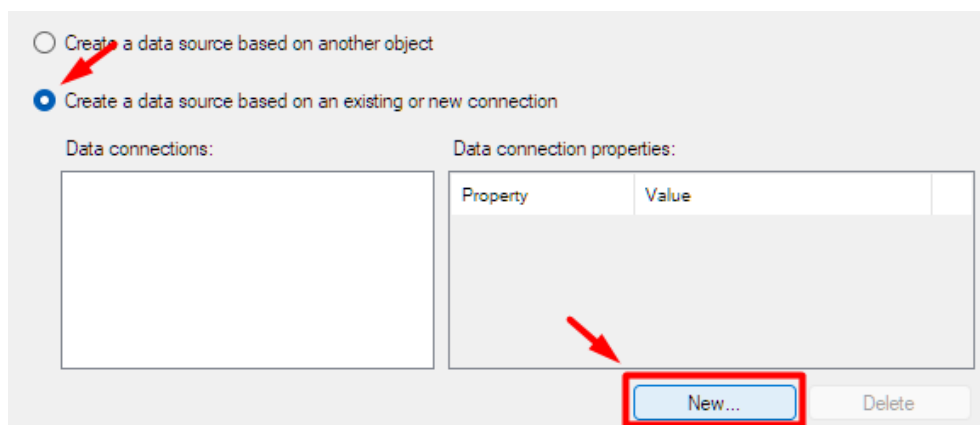 Create a data source based on another object
Create a data source based on an existing or new connection
Data connections:
Data connection properties:
Property
Value
New...
Delete